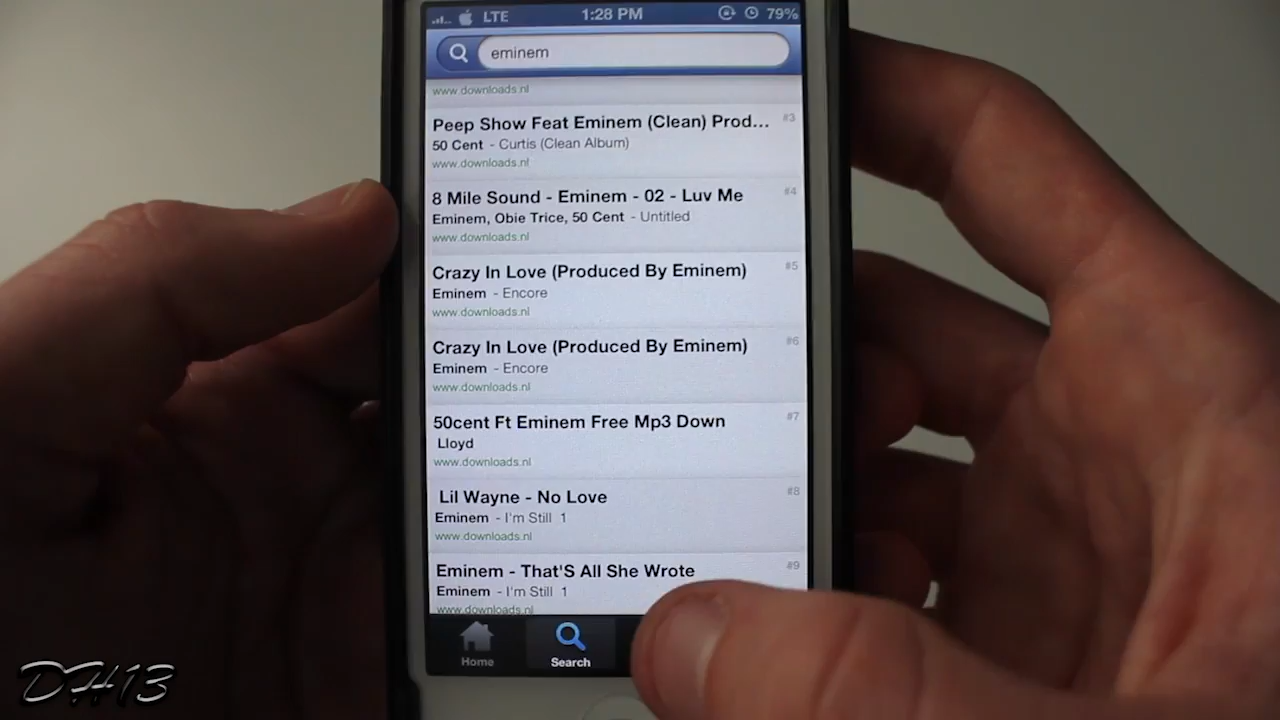 LTE 1:28 PM 79%
eminem
www.downloads.nl
Peep Show Feat Eminem (Clean) Prod... #3
50 Cent - Curtis (Clean Album)
www.downloads.nl
8 Mile Sound - Eminem - 02 - Luv Me #4
Eminem, Obie Trice, 50 Cent - Untitled
www.downloads.nl
Crazy In Love (Produced By Eminem) #5
Eminem - Encore
www.downloads.nl
Crazy In Love (Produced By Eminem) #6
Eminem - Encore
www.downloads.nl
50cent Ft Eminem Free Mp3 Down #7
Lloyd
www.downloads.nl
Lil Wayne - No Love #8
Eminem - I'm Still 1
www.downloads.nl
Eminem - That'S All She Wrote #9
Eminem - I'm Still 1
www.downloads.nl
Home Search
DH13